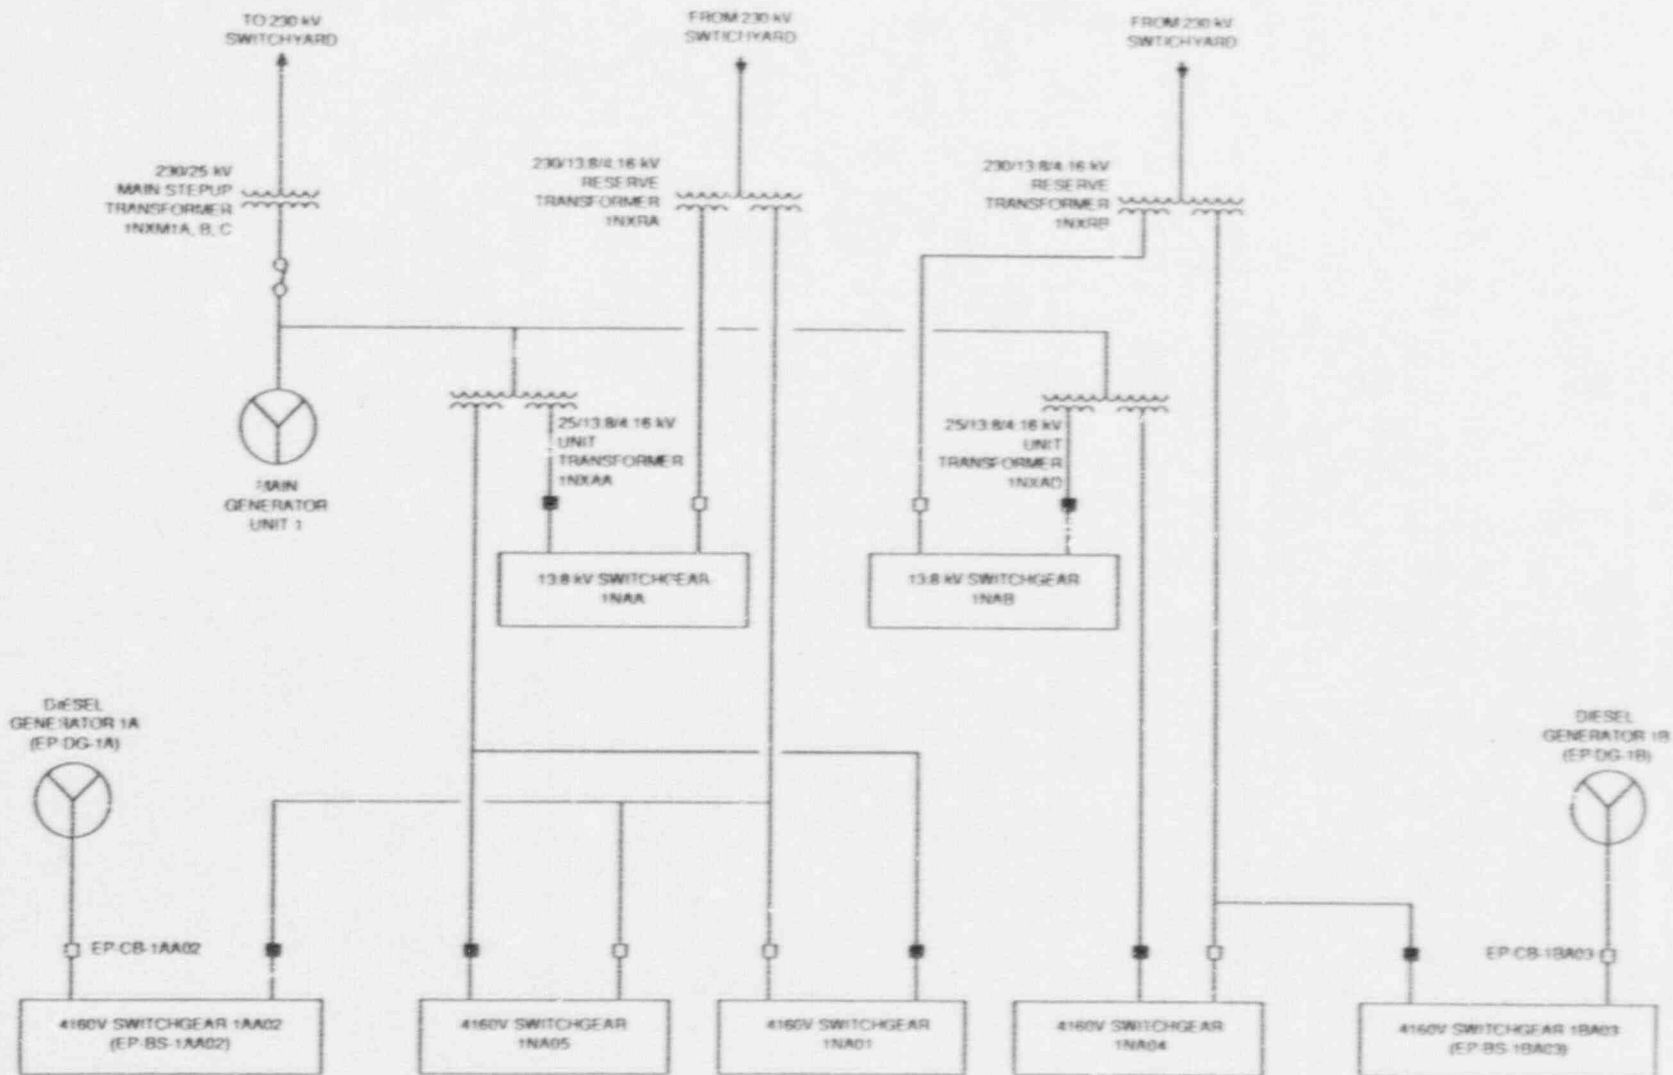 TO 230 kV
SWITCHYARD
FROM 230 kV
SWTICHYARD
FROM 230 kV
SWTICHYARD
230/25 kV
MAIN STEPUP
TRANSFORMER
1NXM1A, B, C
230/13.8/4.16 kV
RESERVE
TRANSFORMER
1NXRA
230/13.8/4.16 kV
RESERVE
TRANSFORMER
1NXRB
MAIN
GENERATOR
UNIT 1
25/13.8/4.16 kV
UNIT
TRANSFORMER
1NXAA
25/13.8/4.16 kV
UNIT
TRANSFORMER
1NXAD
13.8 kV SWITCHGEAR
1NAA
13.8 kV SWITCHGEAR
1NAB
DIESEL
GENERATOR 1A
(EP-DG-1A)
DIESEL
GENERATOR 1B
(EP-DG-1B)
EP-CB-1AA02
EP-CB-1BA03
4160V SWITCHGEAR 1AA02
(EP-BS-1AA02)
4160V SWITCHGEAR
1NA05
4160V SWITCHGEAR
1NA01
4160V SWITCHGEAR
1NA04
4160V SWITCHGEAR 1BA03
(EP-BS-1BA03)